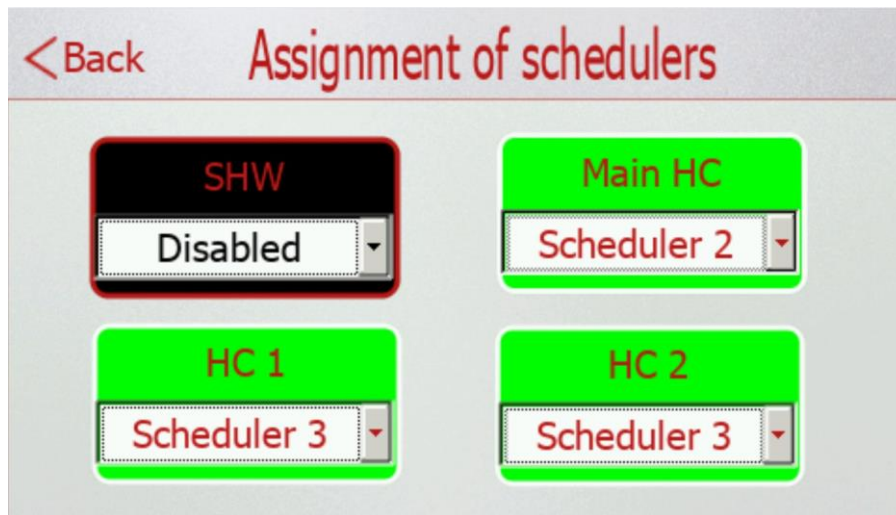 < Back
Assignment of schedulers
SHW
Disabled
Main HC
Scheduler 2
HC 1
Scheduler 3
HC 2
Scheduler 3